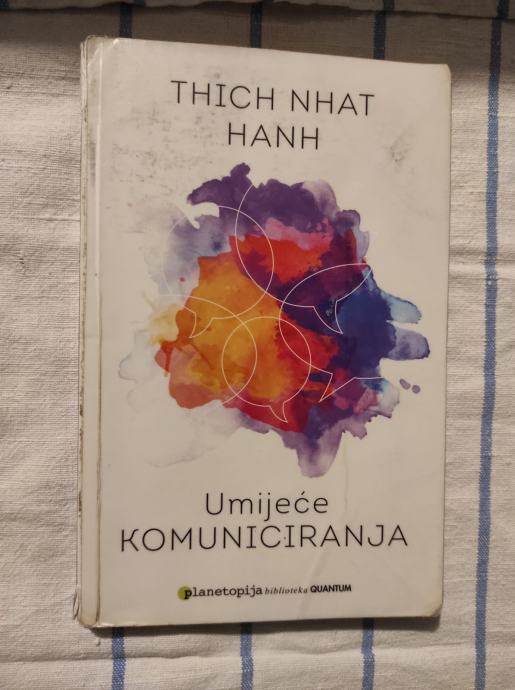 THICH NHAT
HANH
Umijeće
KOMUNICIRANJA
planetopija biblioteka QUANTUM